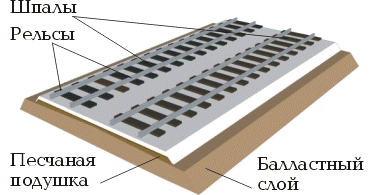 Шпалы
Рельсы
Песчаная
подушка
Балластный
слой